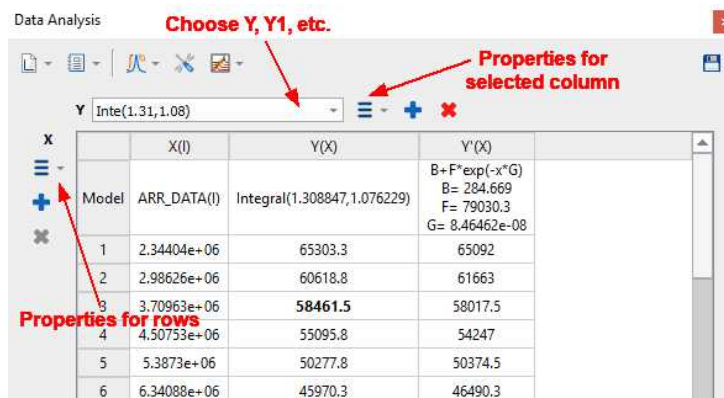 Data Analysis
Choose Y, Y1, etc.
Properties for
selected column
Y Inte(1.31,1.08)
X
X(I) Y(X) Y'(X)
Model ARR_DATA(I) Integral(1.308847,1.076229) B+F*exp(-x*G)
B= 284.669
F= 79030.3
G= 8.46462e-08
1 2.34404e+06 65303.3 65092
2 2.98626e+06 60618.8 61663
3 3.70963e+06 58461.5 58017.5
Properties for rows
4 4.50753e+06 55095.8 54247
5 5.3873e+06 50277.8 50374.5
6 6.34088e+06 45970.3 46490.3